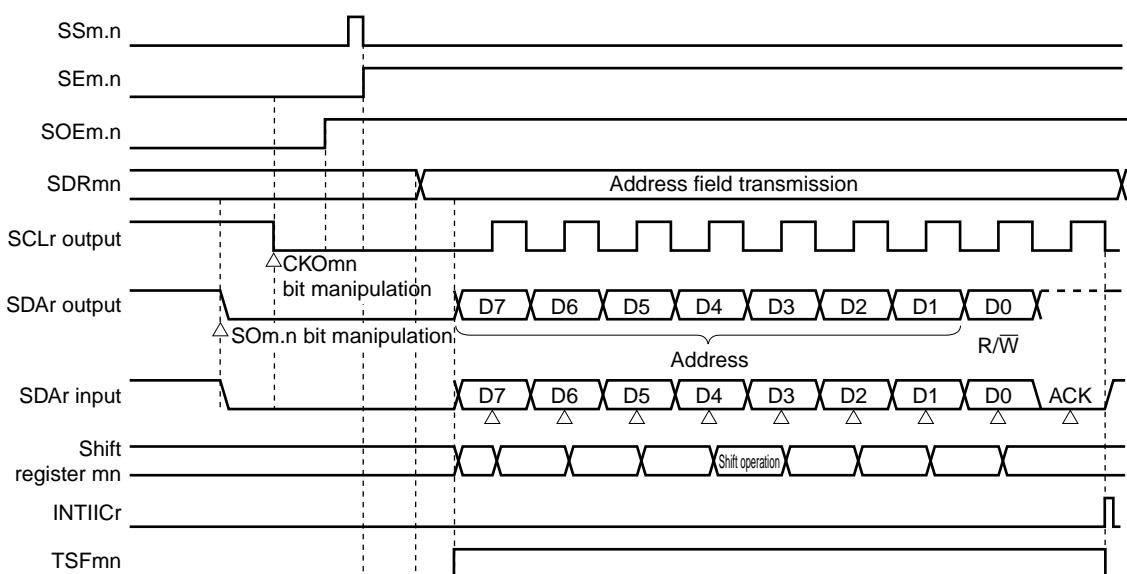 SSm.n
SEm.n
SOEm.n
SDRmn
Address field transmission
SCLr output
CKOmn
bit manipulation
SDAr output
D7 D6 D5 D4 D3 D2 D1 D0
SOm.n bit manipulation
Address
R/W̅
SDAr input
D7 D6 D5 D4 D3 D2 D1 D0 ACK
Shift
register mn
Shift operation
INTIICr
TSFmn